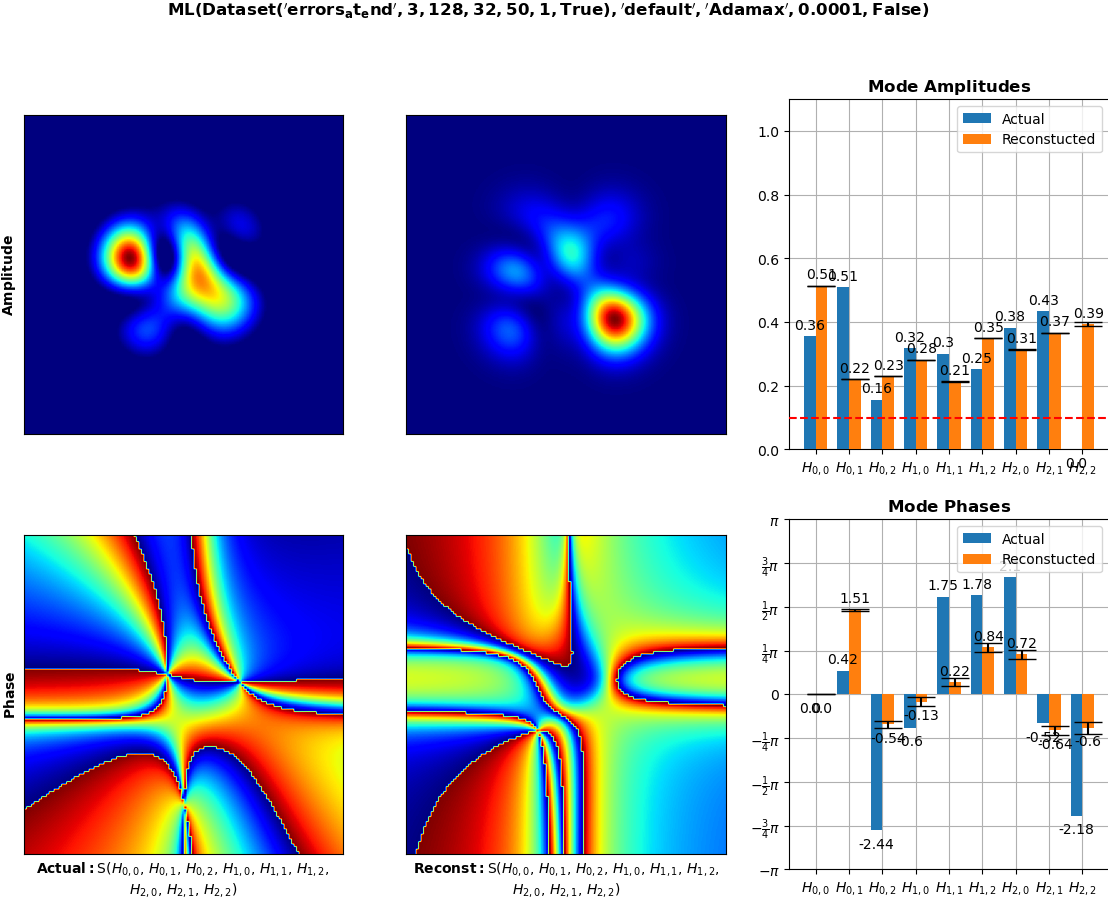 ML(Dataset('errors_at_end', 3, 128, 32, 50, 1, True), 'default', 'Adamax', 0.0001, False)
Amplitude
Mode Amplitudes
Actual
Reconstucted
1.0
0.8
0.6
0.4
0.2
0.0
0.36
0.51
0.51
0.22
0.16
0.23
0.32
0.28
0.3
0.21
0.25
0.35
0.38
0.31
0.43
0.37
0.0
0.39
H0,0 H0,1 H0,2 H1,0 H1,1 H1,2 H2,0 H2,1 H2,2
Phase
Mode Phases
Actual
Reconstucted
π
3/4π
1/2π
1/4π
0
−1/4π
−1/2π
−3/4π
−π
0.0
0.0
0.42
1.51
-2.44
-0.54
-0.6
-0.13
1.75
0.22
1.78
0.84
0.72
-0.52
-0.64
-2.18
-0.6
H0,0 H0,1 H0,2 H1,0 H1,1 H1,2 H2,0 H2,1 H2,2
Actual: S(H0,0, H0,1, H0,2, H1,0, H1,1, H1,2,
H2,0, H2,1, H2,2)
Reconst: S(H0,0, H0,1, H0,2, H1,0, H1,1, H1,2,
H2,0, H2,1, H2,2)